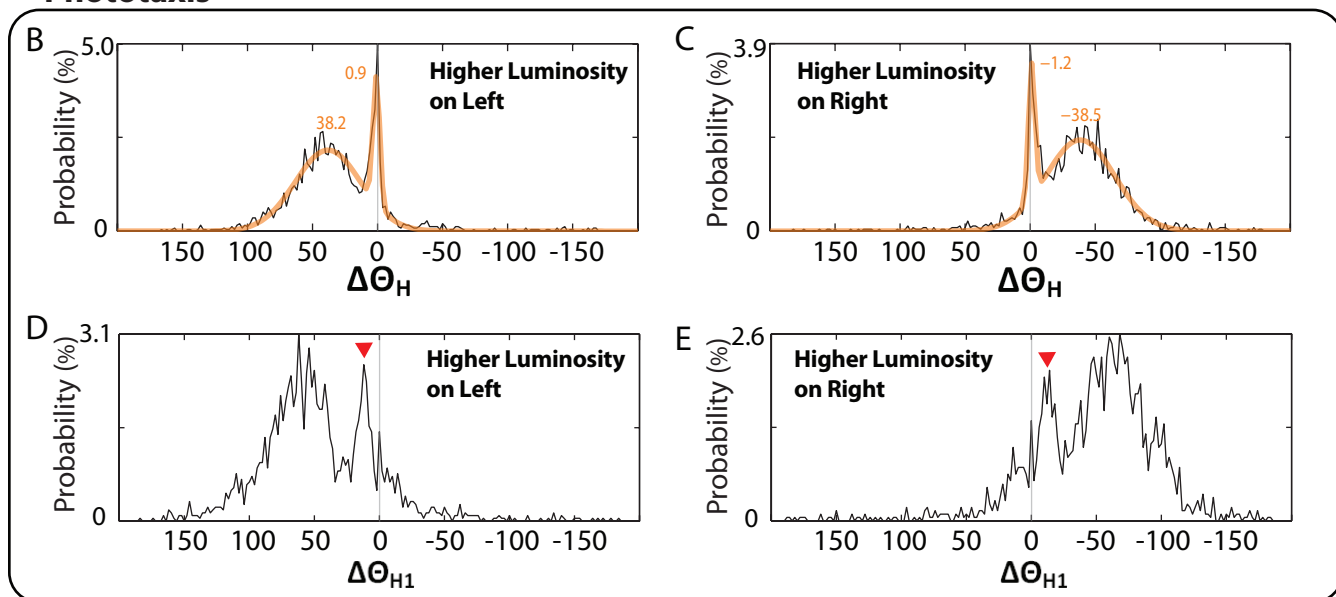 Phototaxis
B
5.0
Probability (%)
0
0.9
38.2
Higher Luminosity
on Left
150 100 50 0 -50 -100 -150
ΔΘH
C
3.9
Probability (%)
0
−1.2
−38.5
Higher Luminosity
on Right
150 100 50 0 -50 -100 -150
ΔΘH
D
3.1
Probability (%)
0
Higher Luminosity
on Left
150 100 50 0 -50 -100 -150
ΔΘH1
E
2.6
Probability (%)
0
Higher Luminosity
on Right
150 100 50 0 -50 -100 -150
ΔΘH1